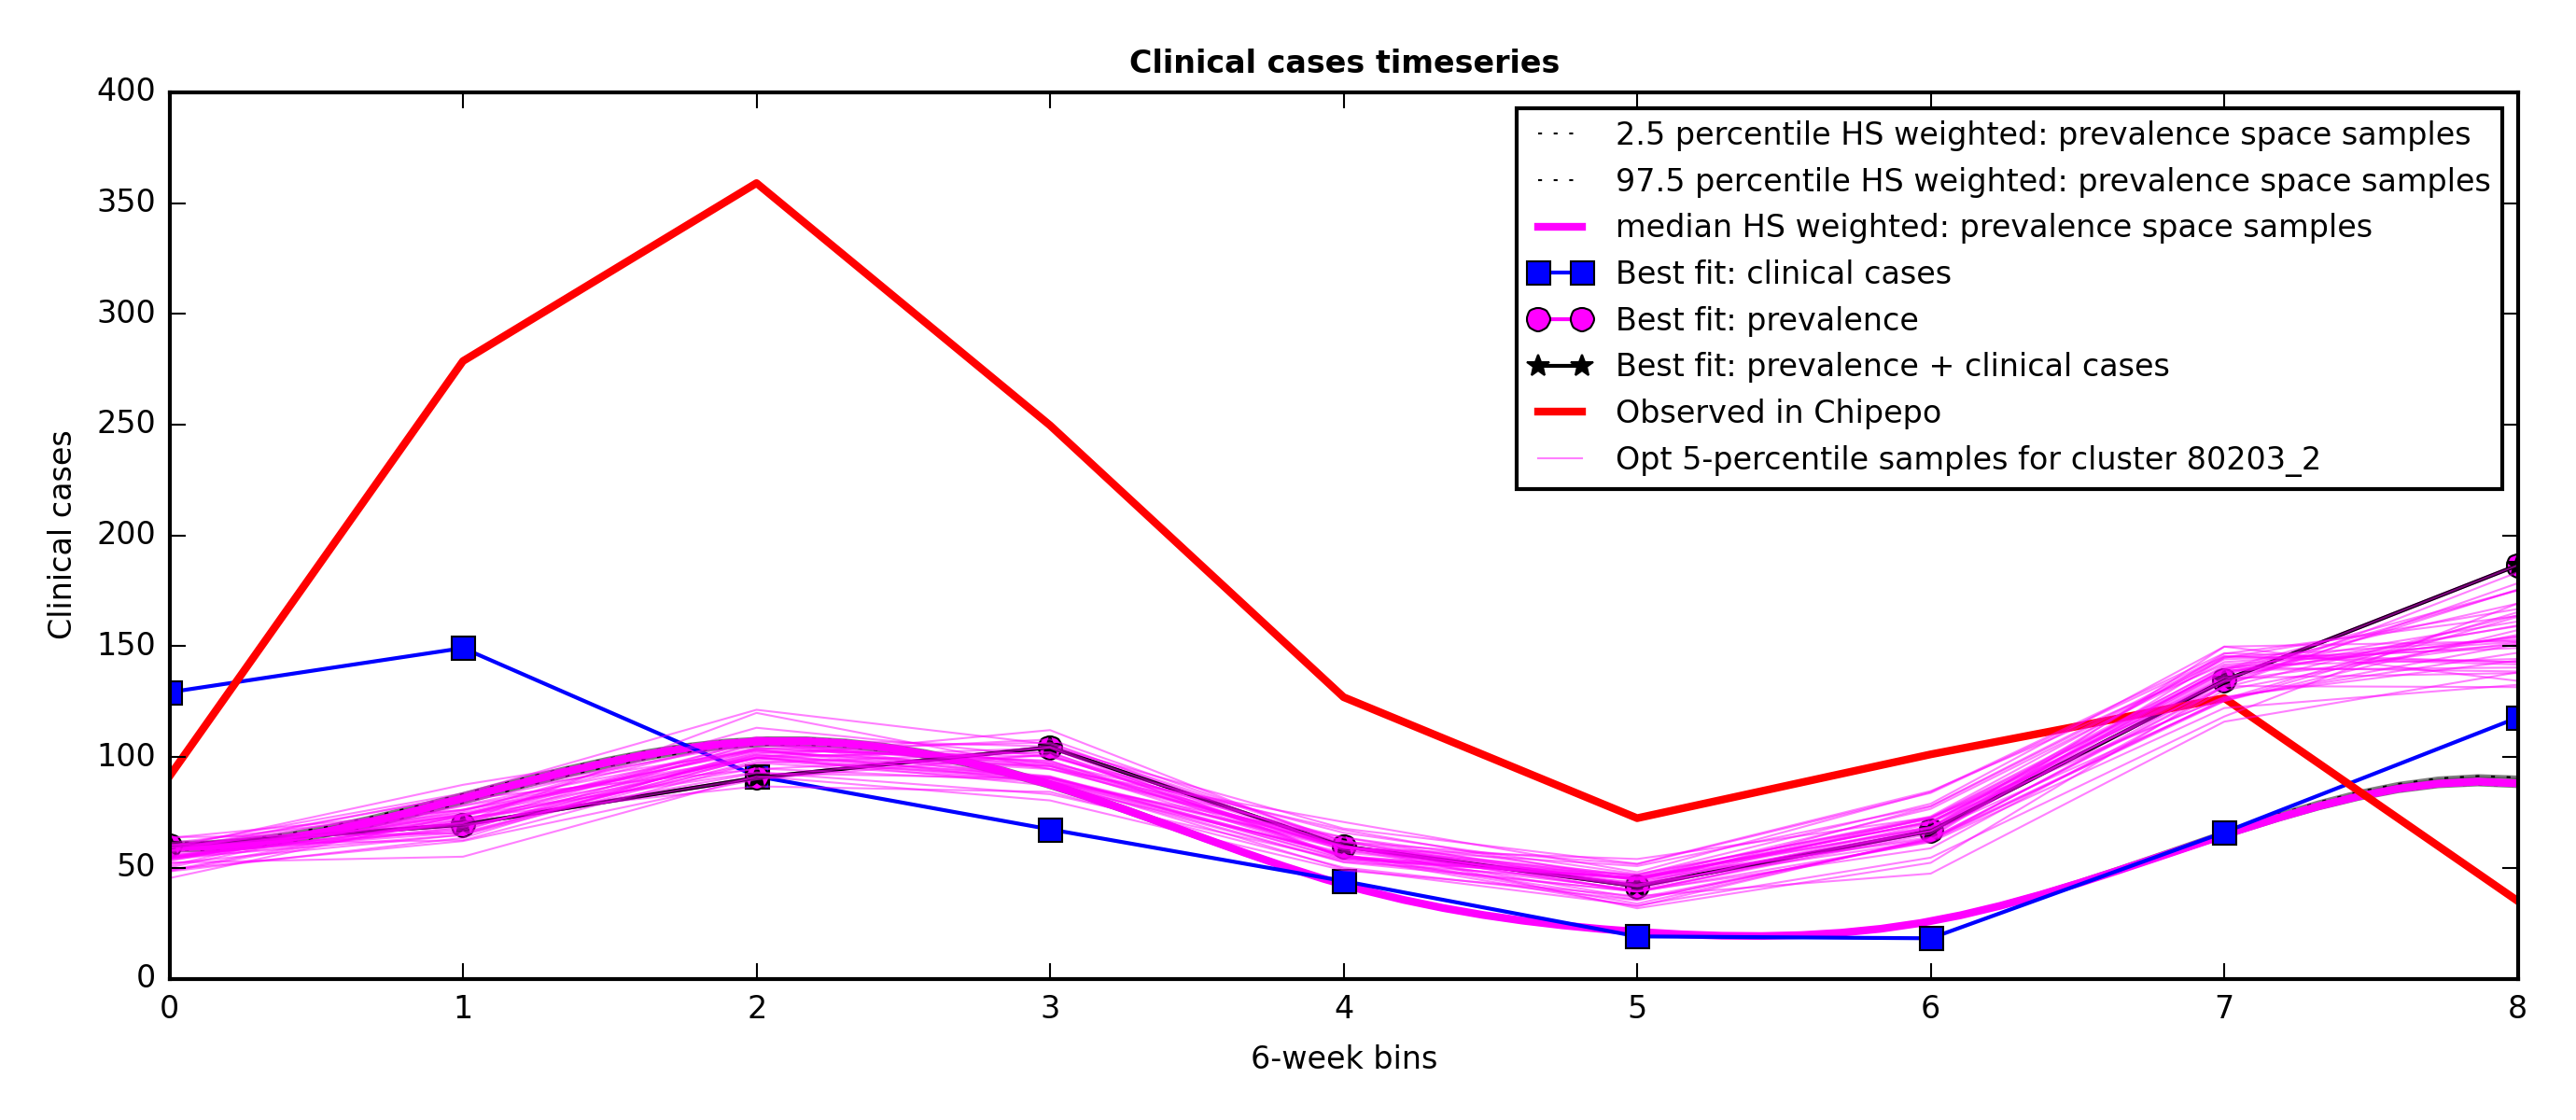 Clinical cases timeseries
400
350
300
250
200
150
100
50
0
Clinical cases
2.5 percentile HS weighted: prevalence space samples
97.5 percentile HS weighted: prevalence space samples
median HS weighted: prevalence space samples
Best fit: clinical cases
Best fit: prevalence
Best fit: prevalence + clinical cases
Observed in Chipepo
Opt 5-percentile samples for cluster 80203_2
0 1 2 3 4 5 6 7 8
6-week bins